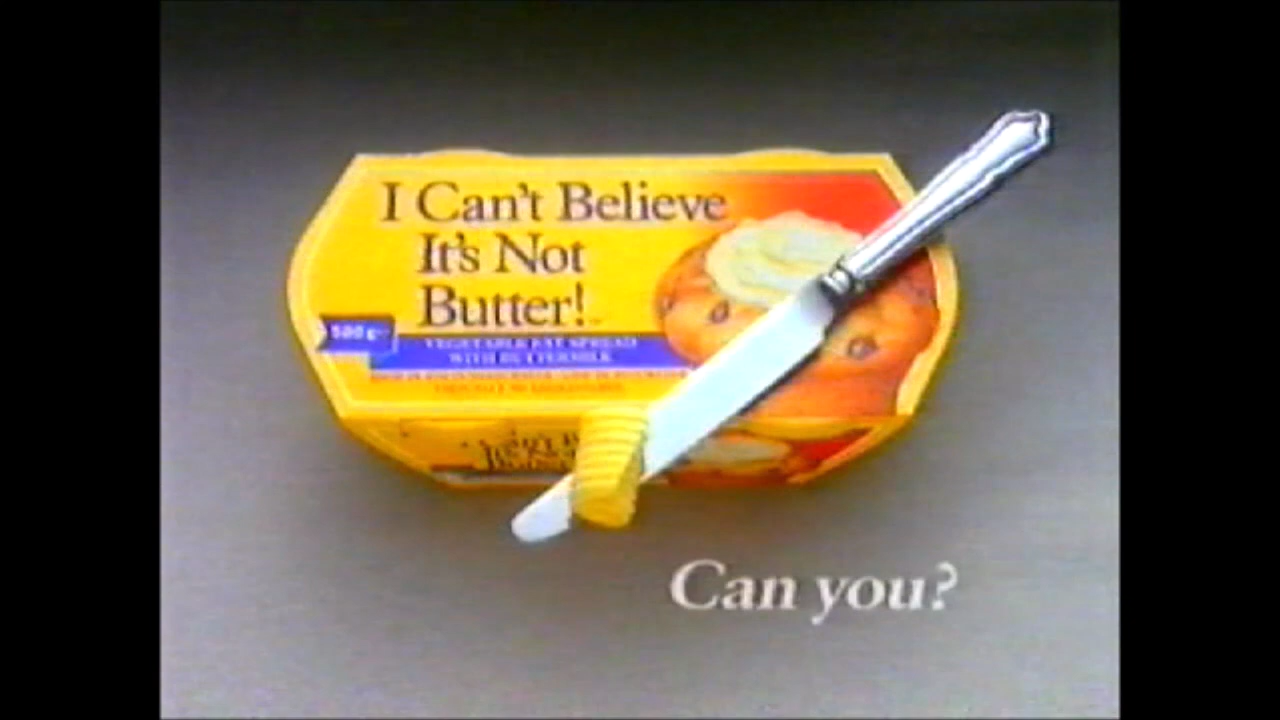 I Can't Believe
It's Not
Butter!
500g
VEGETABLE FAT SPREAD
WITH BUTTERMILK
Can you?